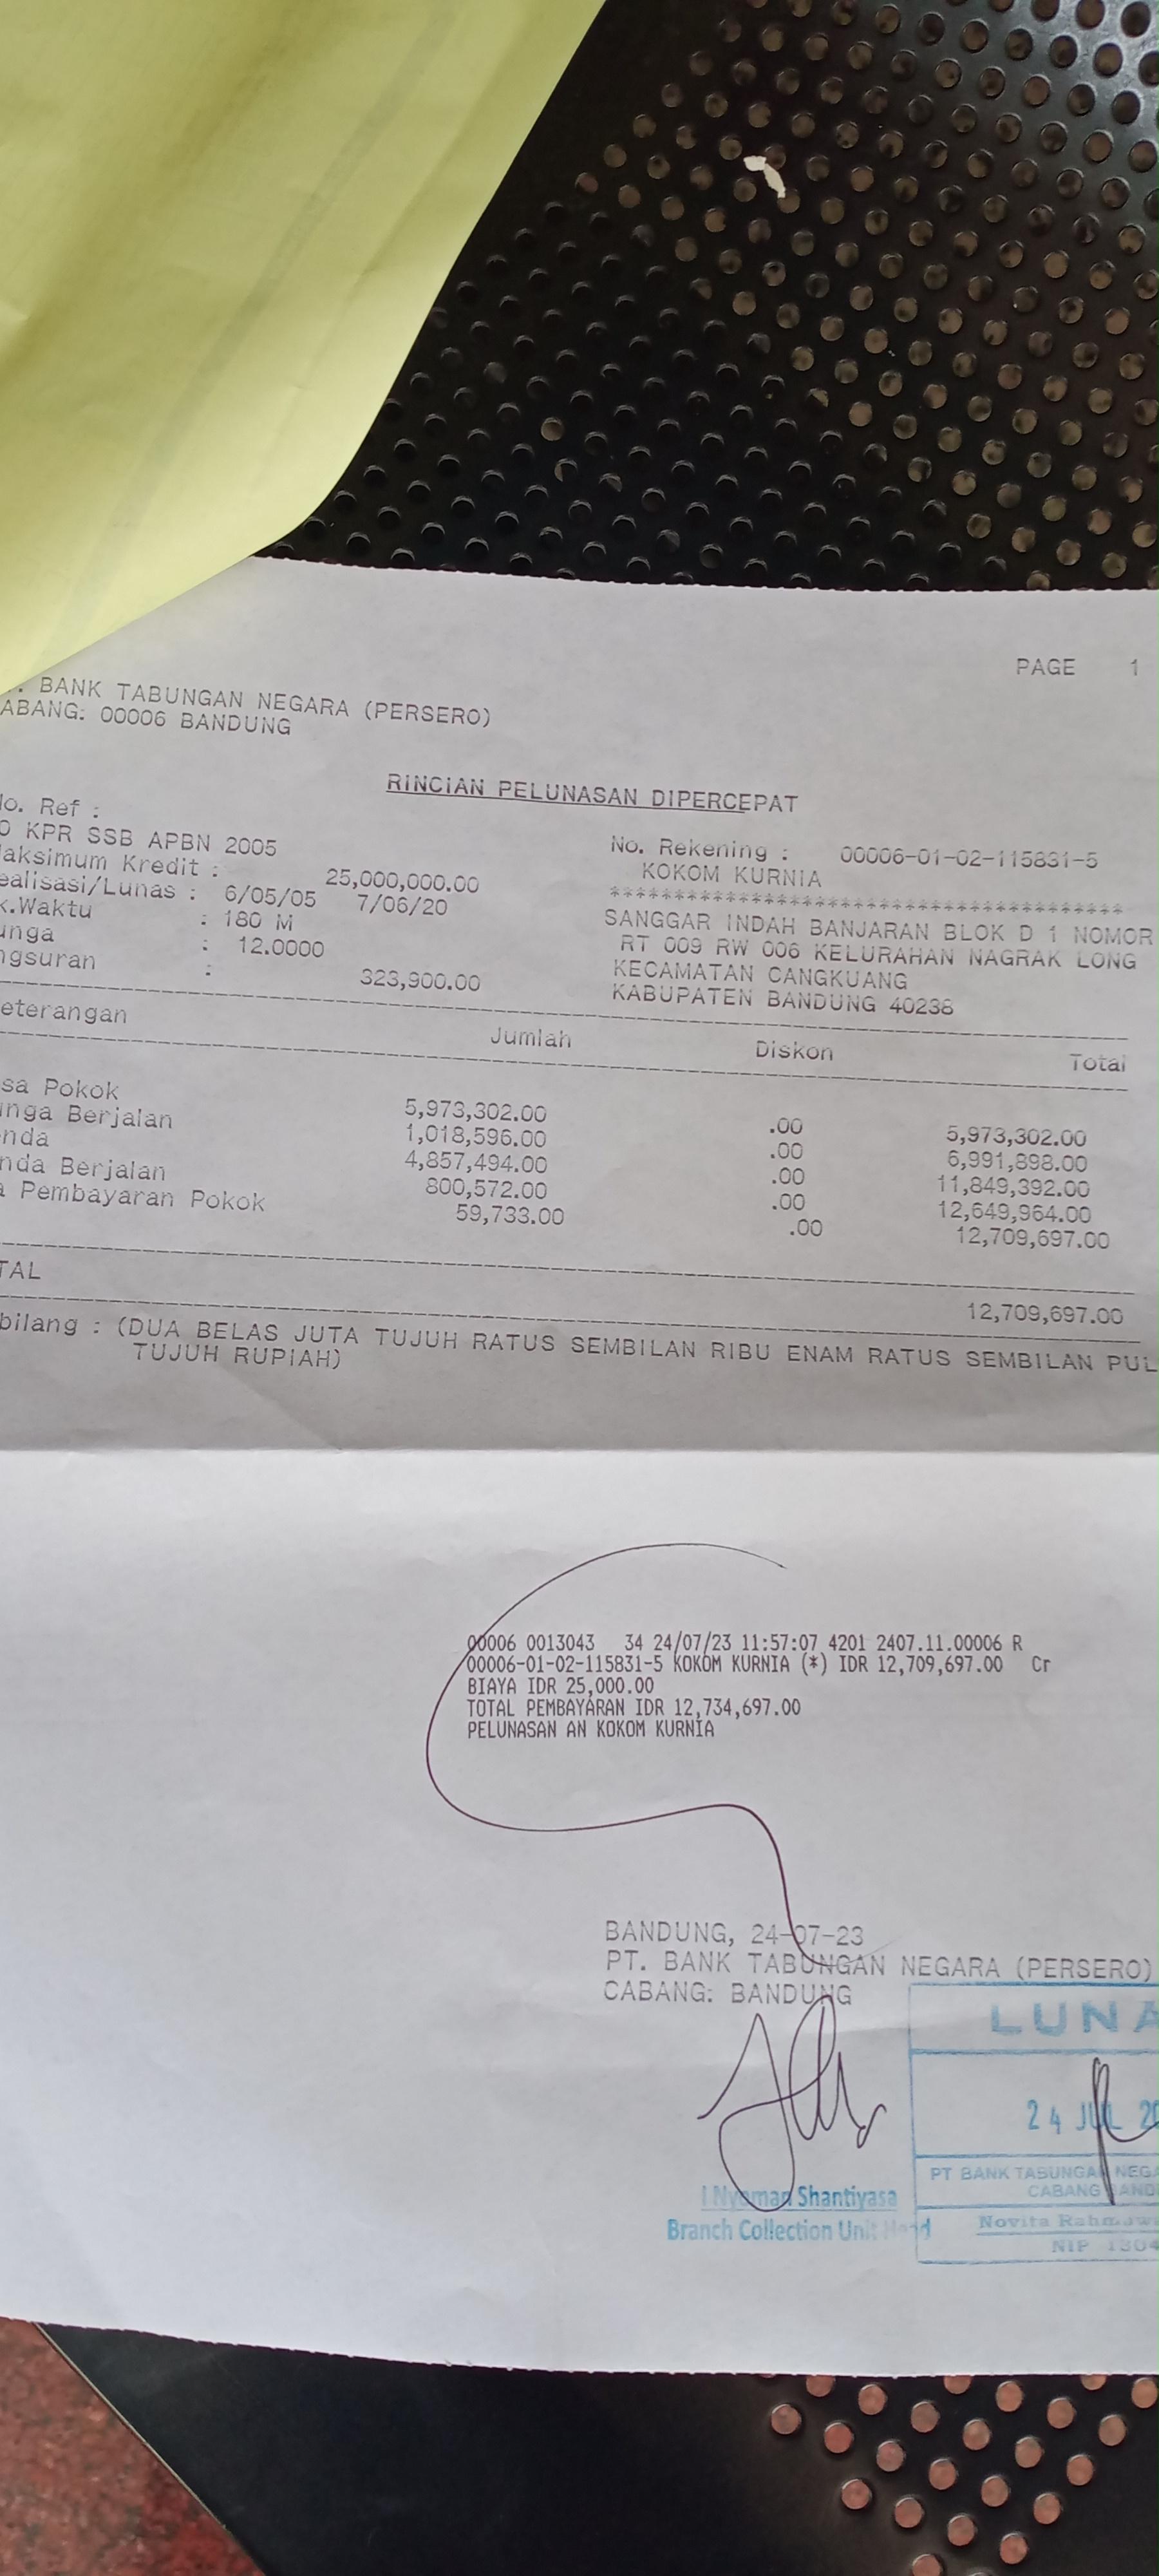 PAGE 1
. BANK TABUNGAN NEGARA (PERSERO)
ABANG: 00006 BANDUNG
RINCIAN PELUNASAN DIPERCEPAT
o. Ref :
O KPR SSB APBN 2005
aksimum Kredit : 25,000,000.00
ealisasi/Lunas : 6/05/05 7/06/20
k.Waktu : 180 M
unga : 12.0000
ngsuran : 323,900.00
No. Rekening : 00006-01-02-115831-5
KOKOM KURNIA
****************************************
SANGGAR INDAH BANJARAN BLOK D 1 NOMOR
RT 009 RW 006 KELURAHAN NAGRAK LONG
KECAMATAN CANGKUANG
KABUPATEN BANDUNG 40238
eterangan Jumlah Diskon Total
sa Pokok 5,973,302.00 .00 5,973,302.00
unga Berjalan 1,018,596.00 .00 6,991,898.00
nda 4,857,494.00 .00 11,849,392.00
nda Berjalan 800,572.00 .00 12,649,964.00
a Pembayaran Pokok 59,733.00 .00 12,709,697.00
TAL 12,709,697.00
bilang : (DUA BELAS JUTA TUJUH RATUS SEMBILAN RIBU ENAM RATUS SEMBILAN PUL
TUJUH RUPIAH)
00006 0013043 34 24/07/23 11:57:07 4201 2407.11.00006 R
00006-01-02-115831-5 KOKOM KURNIA (*) IDR 12,709,697.00 Cr
BIAYA IDR 25,000.00
TOTAL PEMBAYARAN IDR 12,734,697.00
PELUNASAN AN KOKOM KURNIA
BANDUNG, 24-07-23
PT. BANK TABUNGAN NEGARA (PERSERO)
CABANG: BANDUNG
I Nyoman Shantiyasa
Branch Collection Unit Head
LUNA
24 JUL 20
PT BANK TABUNGAN NEGA
CABANG BAND
Novita Rahmaw
NIP 1304